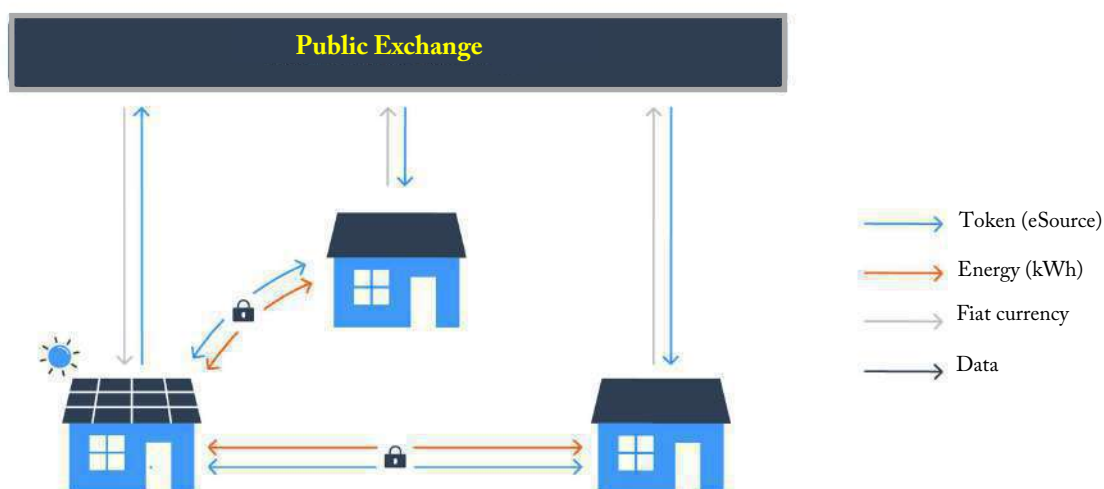 Public Exchange
Token (eSource)
Energy (kWh)
Fiat currency
Data